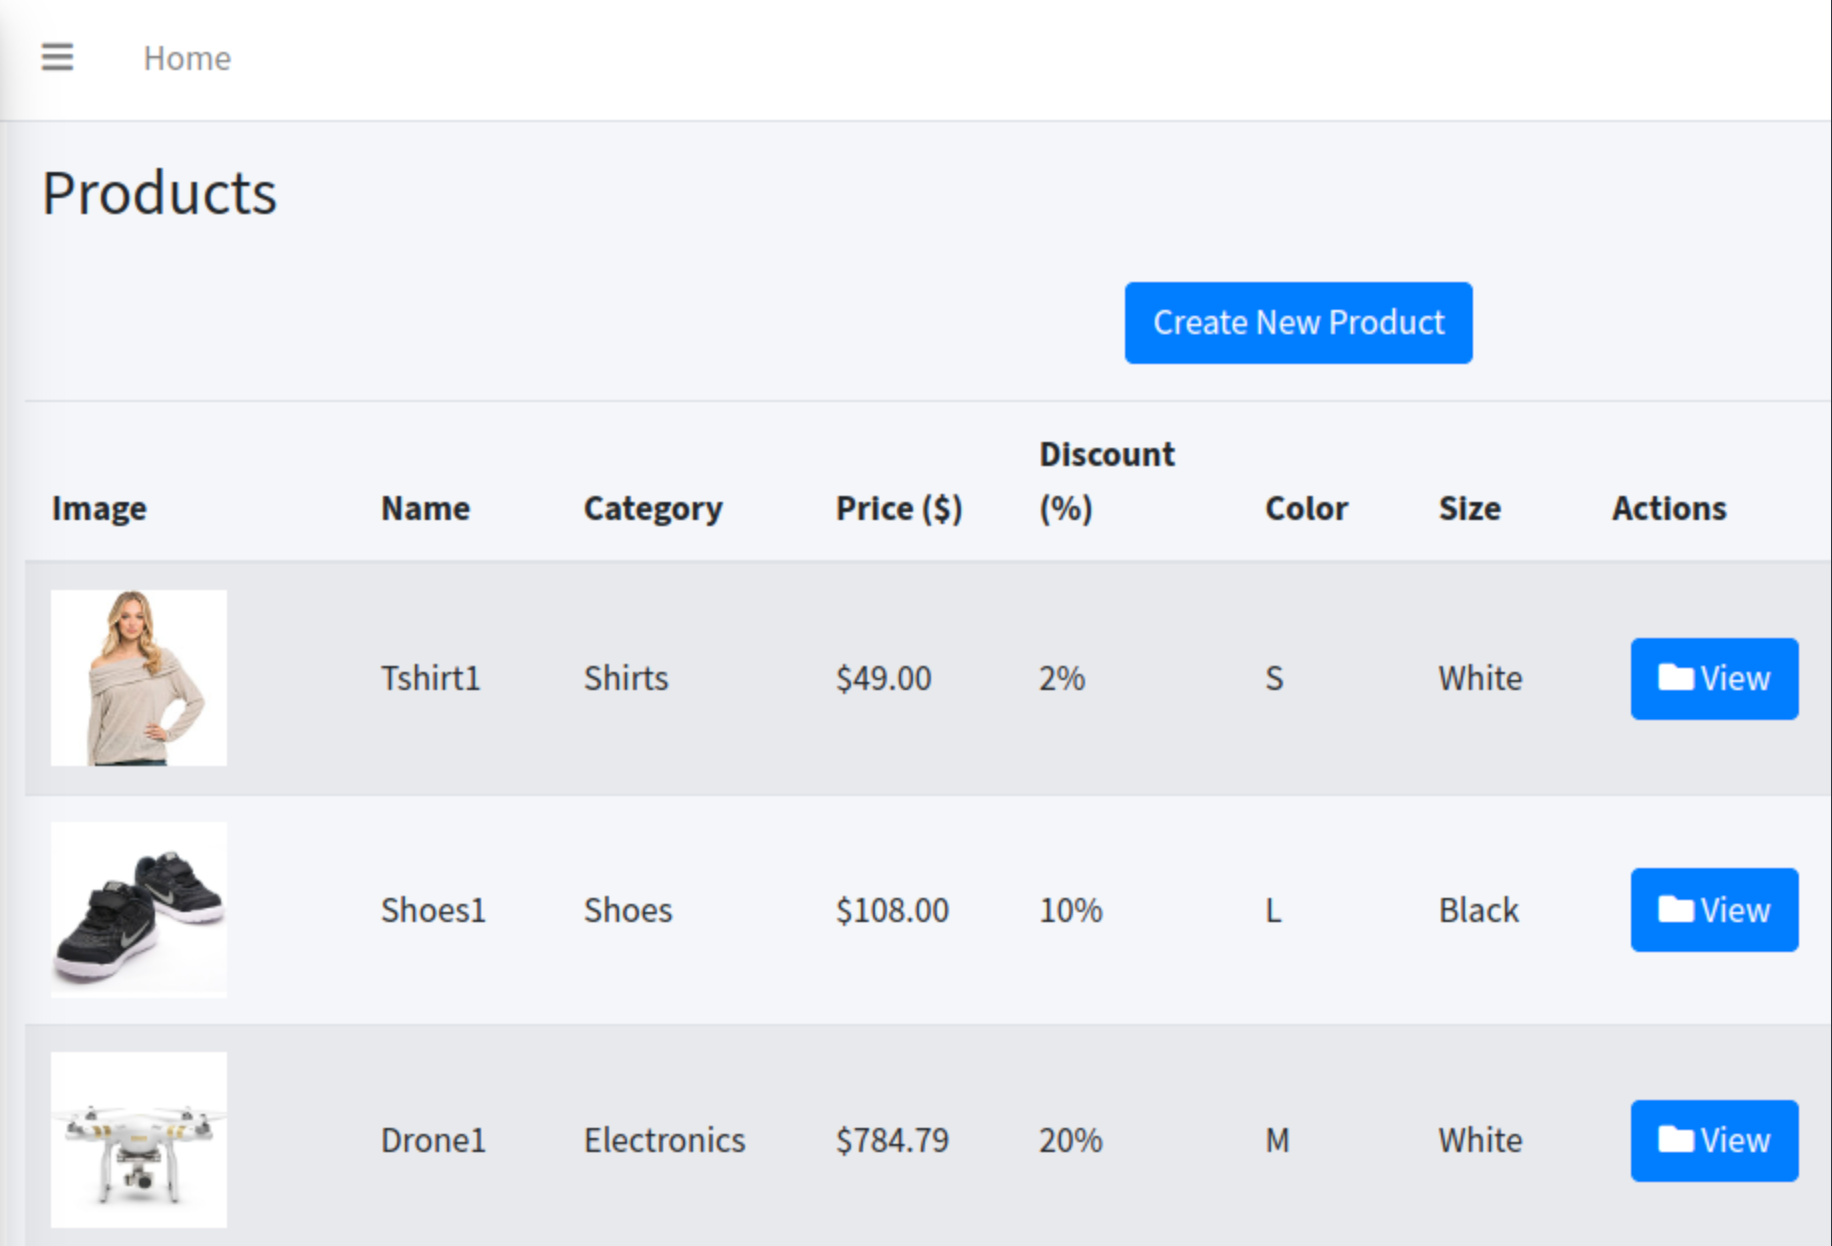 Home
Products
Create New Product
Image Name Category Price ($) Discount (%) Color Size Actions
Tshirt1 Shirts $49.00 2% S White View
Shoes1 Shoes $108.00 10% L Black View
Drone1 Electronics $784.79 20% M White View